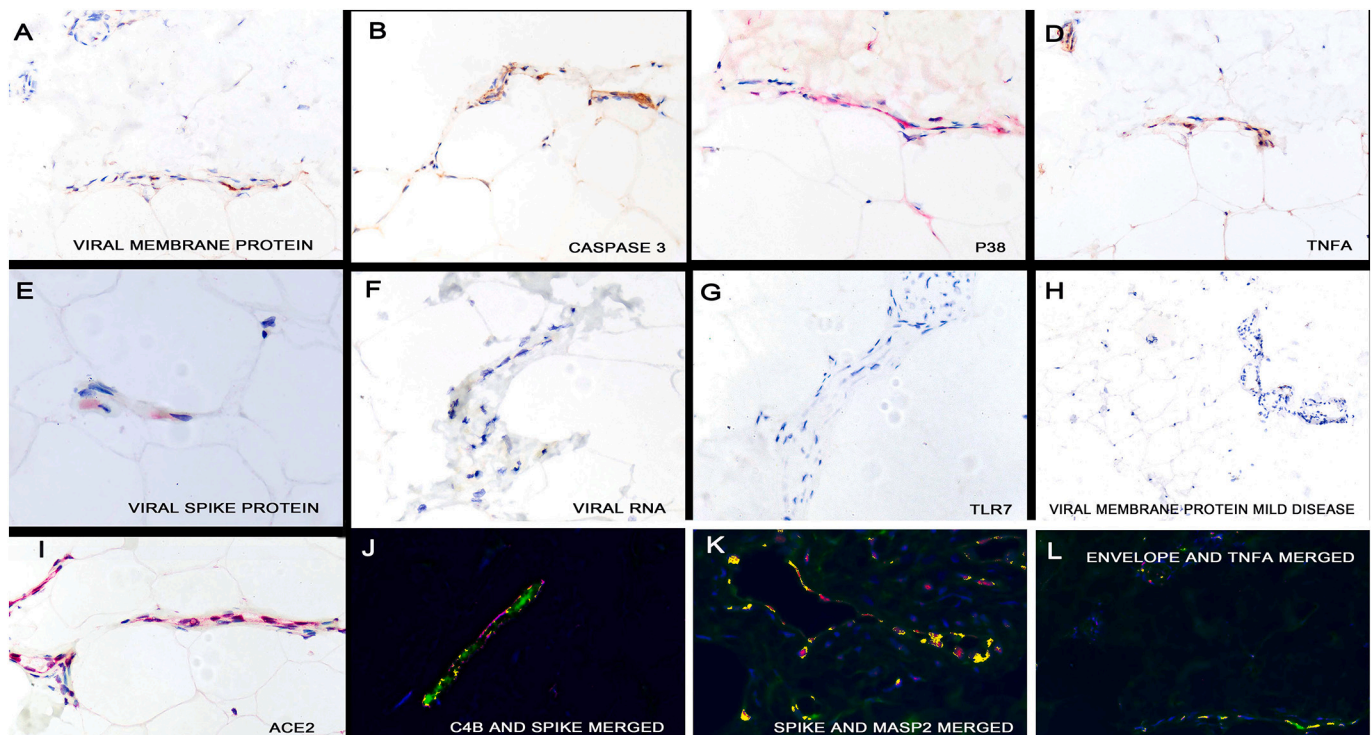 A
VIRAL MEMBRANE PROTEIN
B
CASPASE 3
P38
D
TNFA
E
VIRAL SPIKE PROTEIN
F
VIRAL RNA
G
TLR7
H
VIRAL MEMBRANE PROTEIN MILD DISEASE
I
ACE2
J
C4B AND SPIKE MERGED
K
SPIKE AND MASP2 MERGED
L
ENVELOPE AND TNFA MERGED